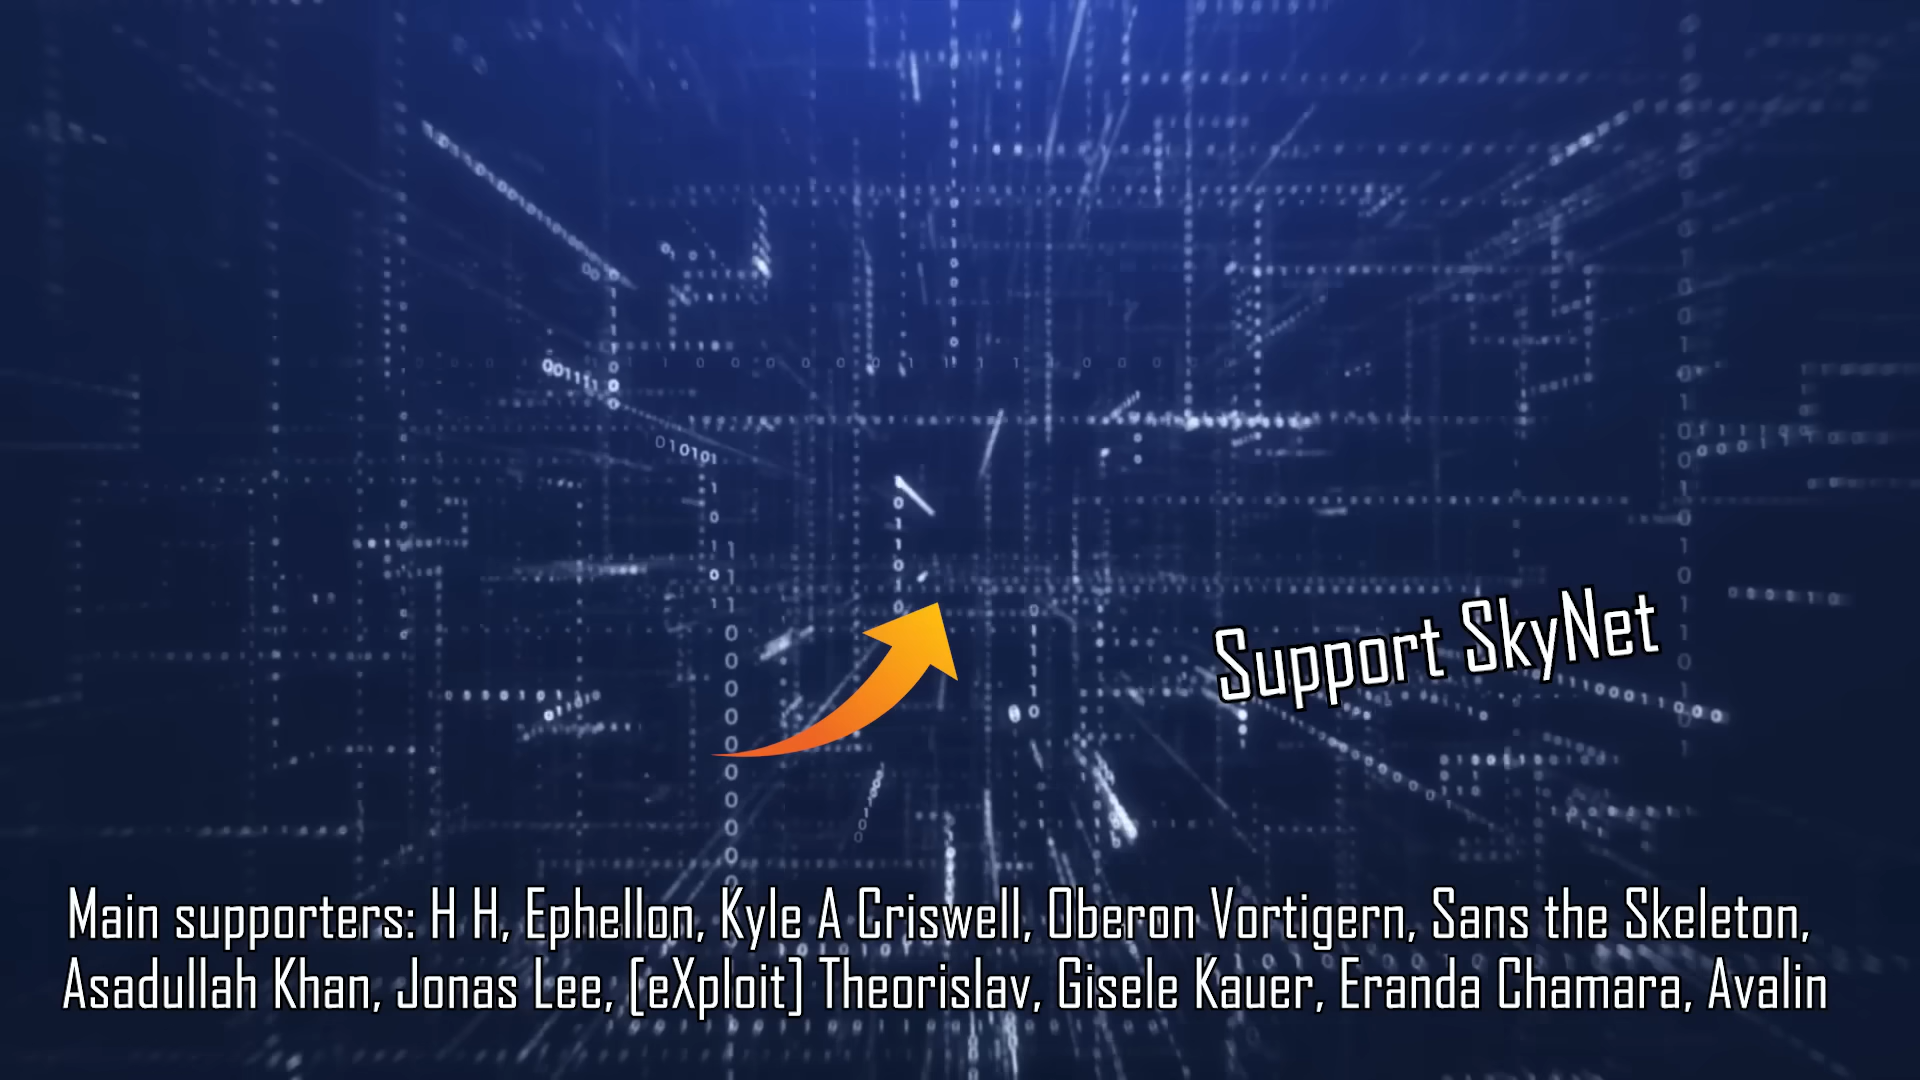 Support SkyNet
Main supporters: H H, Ephellon, Kyle A Criswell, Oberon Vortigern, Sans the Skeleton,
Asadullah Khan, Jonas Lee, [eXploit] Theorislav, Gisele Kauer, Eranda Chamara, Avalin